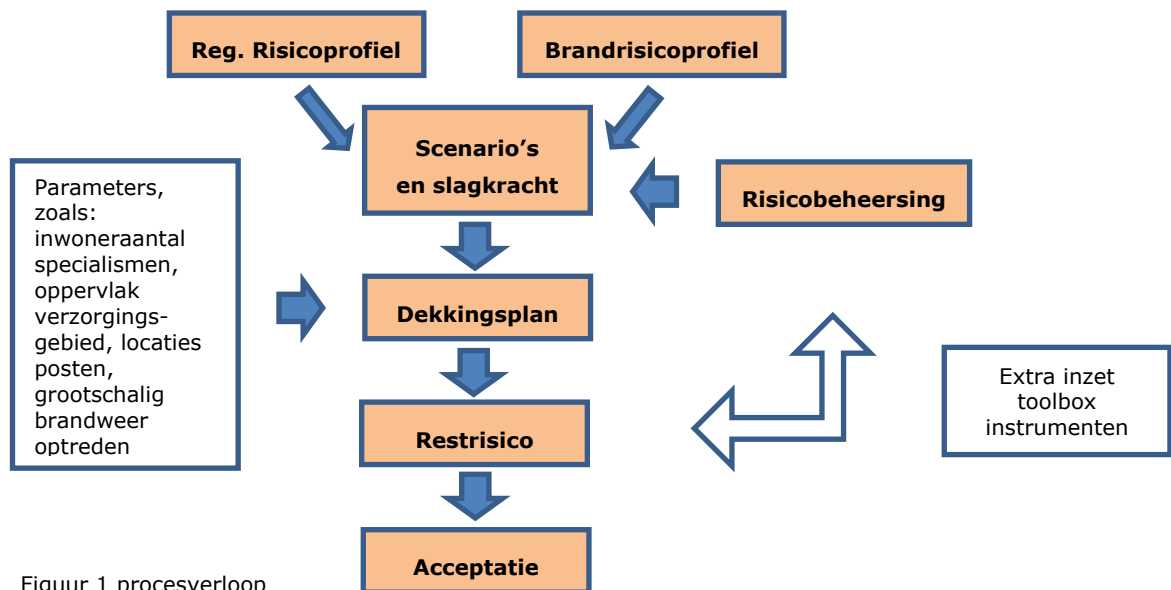 Reg. Risicoprofiel
Brandrisicoprofiel
Scenario's
en slagkracht
Risicobeheersing
Parameters,
zoals:
inwoneraantal
specialismen,
oppervlak
verzorgings-
gebied, locaties
posten,
grootschalig
brandweer
optreden
Dekkingsplan
Extra inzet
toolbox
instrumenten
Restrisico
Acceptatie
Figuur 1 procesverloop